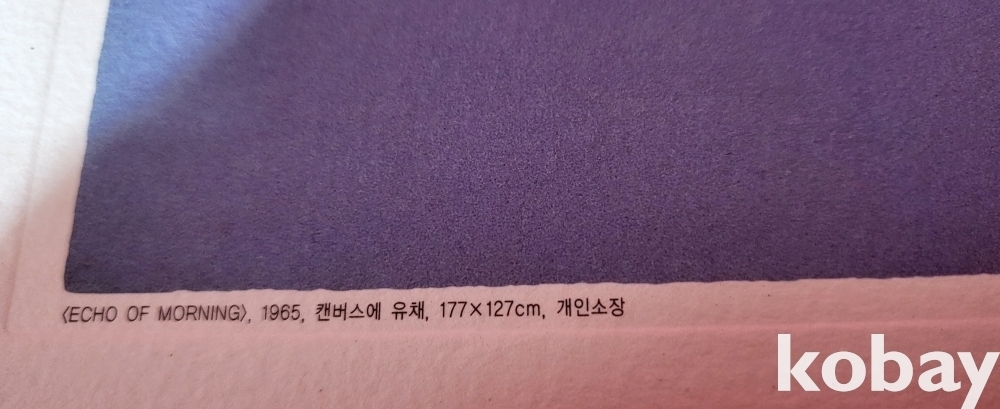 〈ECHO OF MORNING〉, 1965, 캔버스에 유채, 177×127cm, 개인소장
kobay